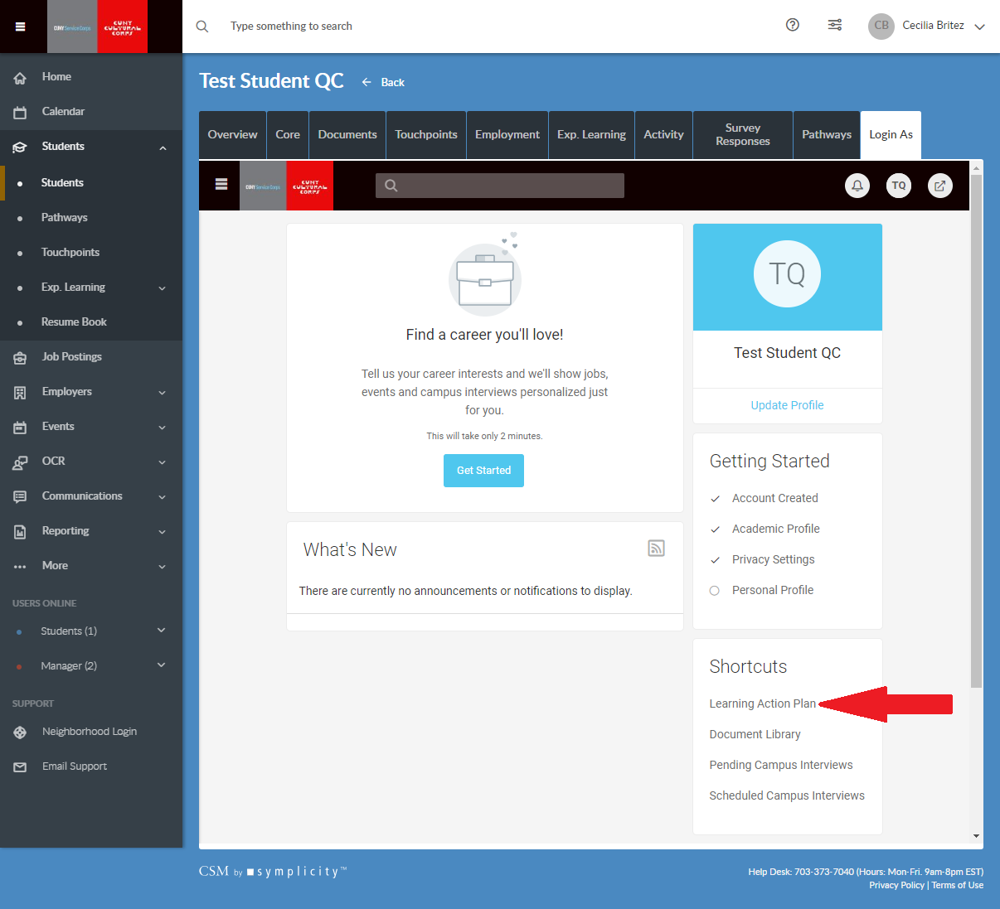 CUNY Service Corps
CUNY
CULTURAL
CORPS
Type something to search
CB
Cecilia Britez
Home
Calendar
Students
Students
Pathways
Touchpoints
Exp. Learning
Resume Book
Job Postings
Employers
Events
OCR
Communications
Reporting
More
USERS ONLINE
Students (1)
Manager (2)
SUPPORT
Neighborhood Login
Email Support
Test Student QC
Back
Overview
Core
Documents
Touchpoints
Employment
Exp. Learning
Activity
Survey
Responses
Pathways
Login As
CUNY Service Corps
CUNY
CULTURAL
CORPS
TQ
Find a career you'll love!
Tell us your career interests and we'll show jobs,
events and campus interviews personalized just
for you.
This will take only 2 minutes.
Get Started
What's New
There are currently no announcements or notifications to display.
TQ
Test Student QC
Update Profile
Getting Started
Account Created
Academic Profile
Privacy Settings
Personal Profile
Shortcuts
Learning Action Plan
Document Library
Pending Campus Interviews
Scheduled Campus Interviews
CSM by symplicity™
Help Desk: 703-373-7040 (Hours: Mon-Fri. 9am-8pm EST)
Privacy Policy | Terms of Use